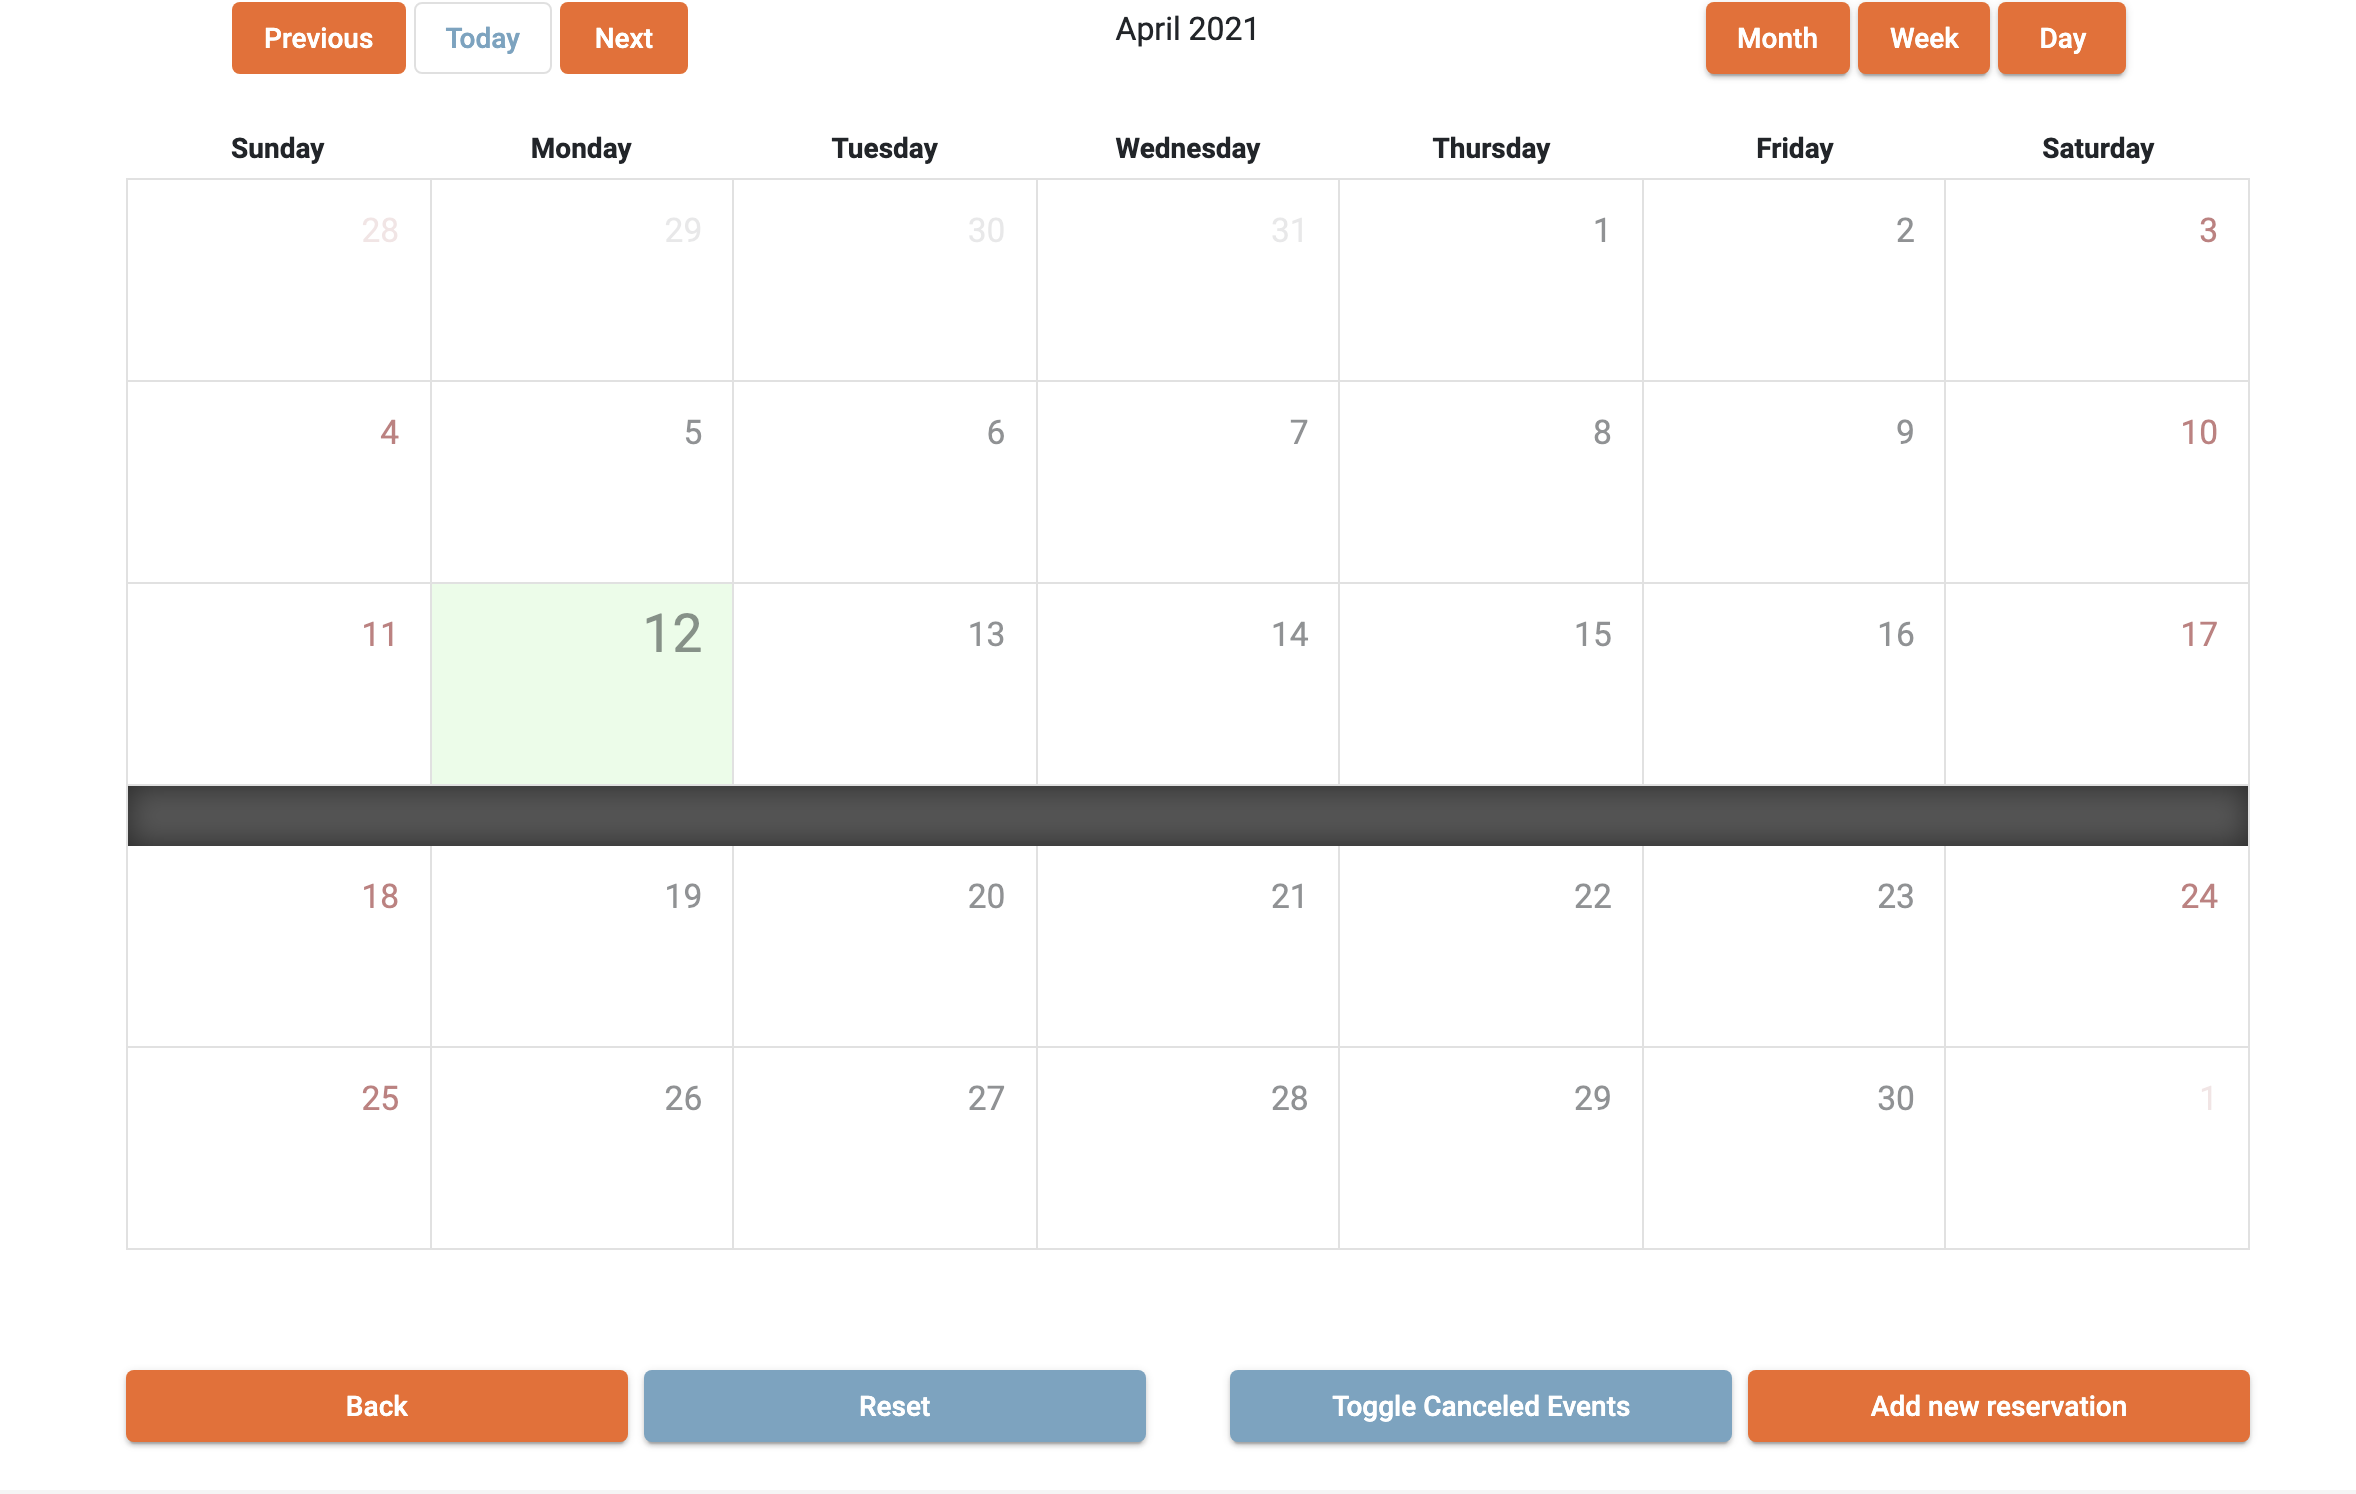 Previous Today Next April 2021 Month Week Day
Sunday Monday Tuesday Wednesday Thursday Friday Saturday
28 29 30 31 1 2 3
4 5 6 7 8 9 10
11 12 13 14 15 16 17
18 19 20 21 22 23 24
25 26 27 28 29 30 1
Back Reset Toggle Canceled Events Add new reservation